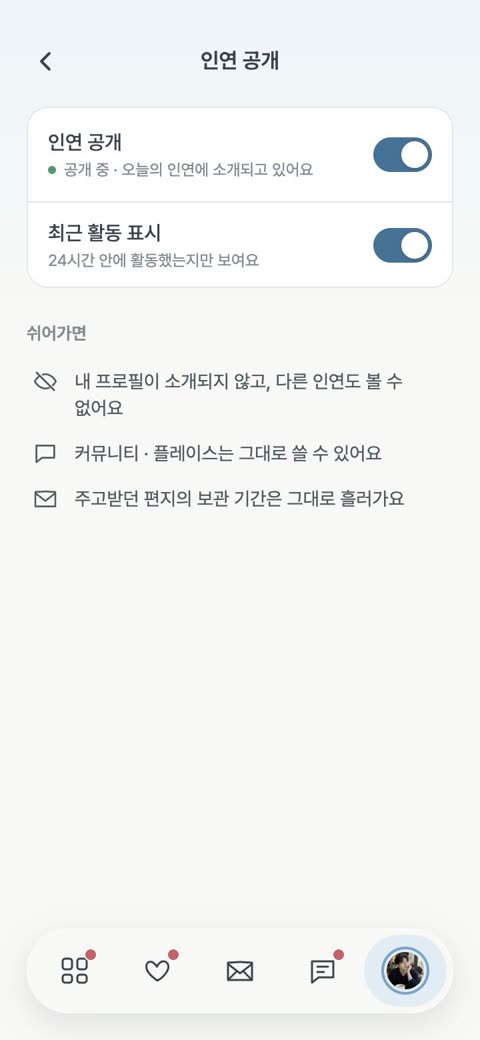 인연 공개
인연 공개
공개 중 · 오늘의 인연에 소개되고 있어요
최근 활동 표시
24시간 안에 활동했는지만 보여요
쉬어가면
내 프로필이 소개되지 않고, 다른 인연도 볼 수
없어요
커뮤니티 · 플레이스는 그대로 쓸 수 있어요
주고받던 편지의 보관 기간은 그대로 흘러가요